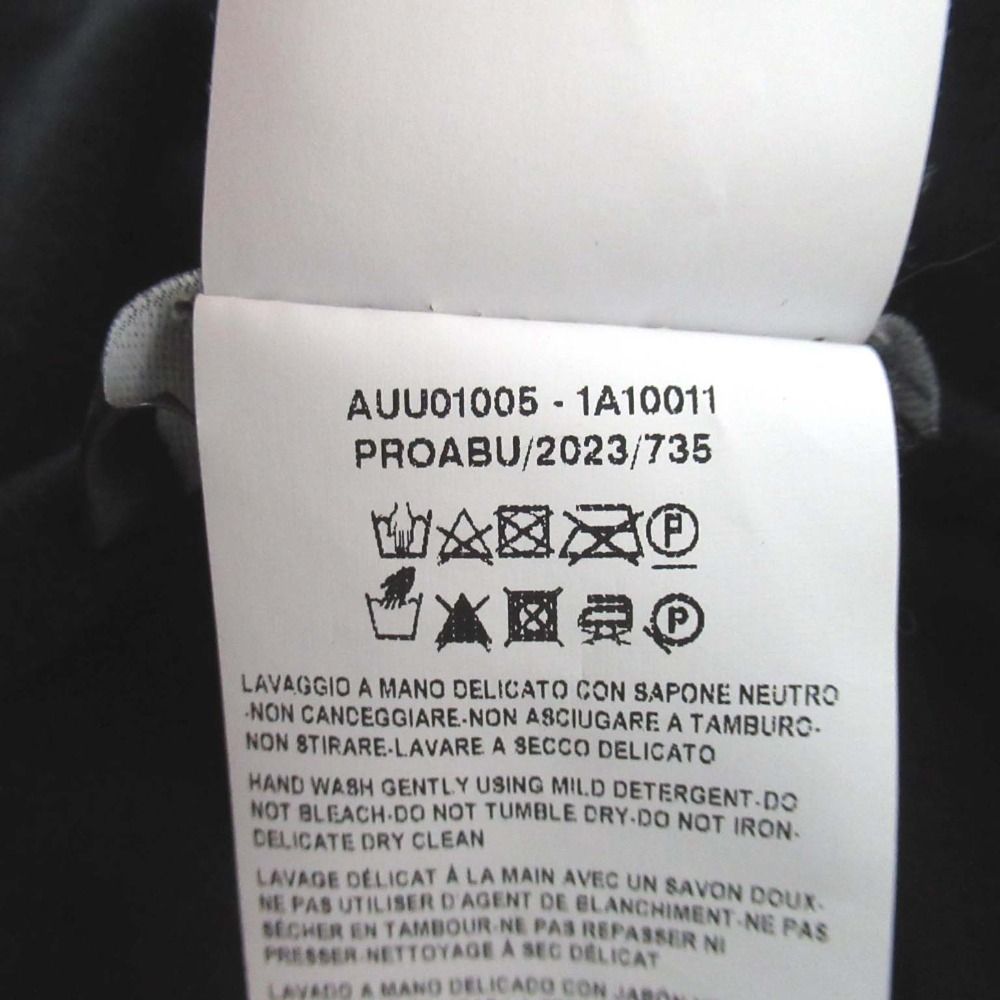 AUU01005 - 1A10011
PROABU/2023/735
P
P
LAVAGGIO A MANO DELICATO CON SAPONE NEUTRO
-NON CANDEGGIARE-NON ASCIUGARE A TAMBURO-
NON STIRARE-LAVARE A SECCO DELICATO
HAND WASH GENTLY USING MILD DETERGENT-DO
NOT BLEACH-DO NOT TUMBLE DRY-DO NOT IRON-
DELICATE DRY CLEAN
LAVAGE DÉLICAT À LA MAIN AVEC UN SAVON DOUX-
NE PAS UTILISER D'AGENT DE BLANCHIMENT-NE PAS
SÉCHER EN TAMBOUR-NE PAS REPASSER NI
PRESSER-NETTOYAGE À SEC DÉLICAT
LAVADO A MANO DELICADO CON JABÓN